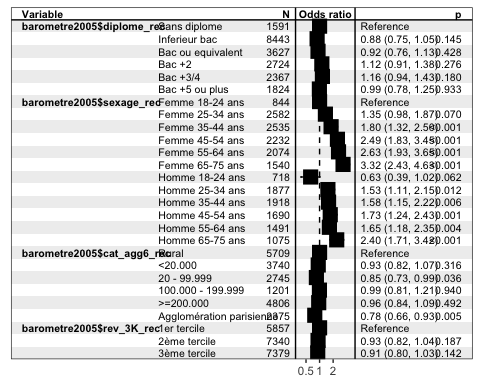 Variable N Odds ratio p
barometre2005$diplome_rec Sans diplome 1591 Reference
Inferieur bac 8443 0.88 (0.75, 1.05) 0.145
Bac ou equivalent 3627 0.92 (0.76, 1.13) 0.428
Bac +2 2724 1.12 (0.91, 1.38) 0.276
Bac +3/4 2367 1.16 (0.94, 1.43) 0.180
Bac +5 ou plus 1824 0.99 (0.78, 1.25) 0.933
barometre2005$sexage_rec Femme 18-24 ans 844 Reference
Femme 25-34 ans 2582 1.35 (0.98, 1.87) 0.070
Femme 35-44 ans 2535 1.80 (1.32, 2.50) <0.001
Femme 45-54 ans 2232 2.49 (1.83, 3.45) <0.001
Femme 55-64 ans 2074 2.63 (1.93, 3.65) <0.001
Femme 65-75 ans 1540 3.32 (2.43, 4.63) <0.001
Homme 18-24 ans 718 0.63 (0.39, 1.02) 0.062
Homme 25-34 ans 1877 1.53 (1.11, 2.15) 0.012
Homme 35-44 ans 1918 1.58 (1.15, 2.22) 0.006
Homme 45-54 ans 1690 1.73 (1.24, 2.43) 0.001
Homme 55-64 ans 1491 1.65 (1.18, 2.35) 0.004
Homme 65-75 ans 1075 2.40 (1.71, 3.42) <0.001
barometre2005$cat_agg6_rec Rural 5709 Reference
<20.000 3740 0.93 (0.82, 1.07) 0.316
20 - 99.999 2745 0.85 (0.73, 0.99) 0.036
100.000 - 199.999 1201 0.99 (0.81, 1.21) 0.940
>=200.000 4806 0.96 (0.84, 1.09) 0.492
Agglomération parisienne 2375 0.78 (0.66, 0.93) 0.005
barometre2005$rev_3K_rec 1er tercile 5857 Reference
2ème tercile 7340 0.93 (0.82, 1.04) 0.187
3ème tercile 7379 0.91 (0.80, 1.03) 0.142
0.5 1 2